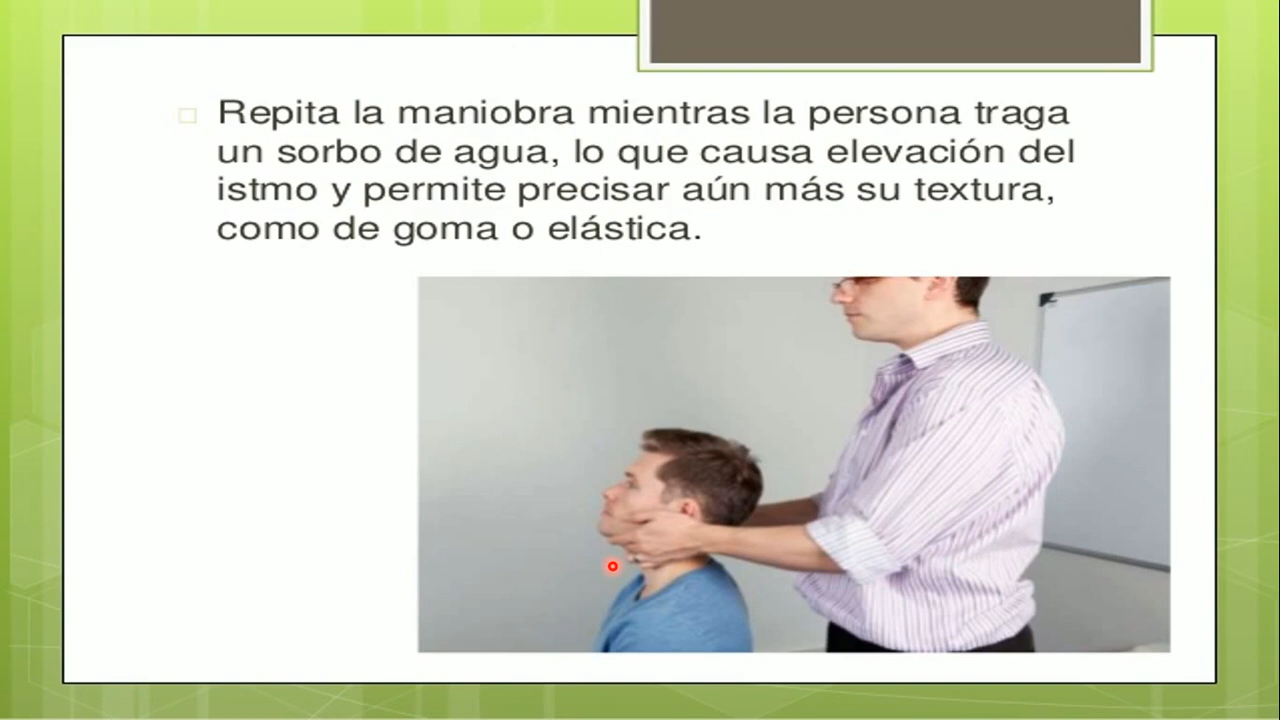 Repita la maniobra mientras la persona traga
un sorbo de agua, lo que causa elevación del
istmo y permite precisar aún más su textura,
como de goma o elástica.